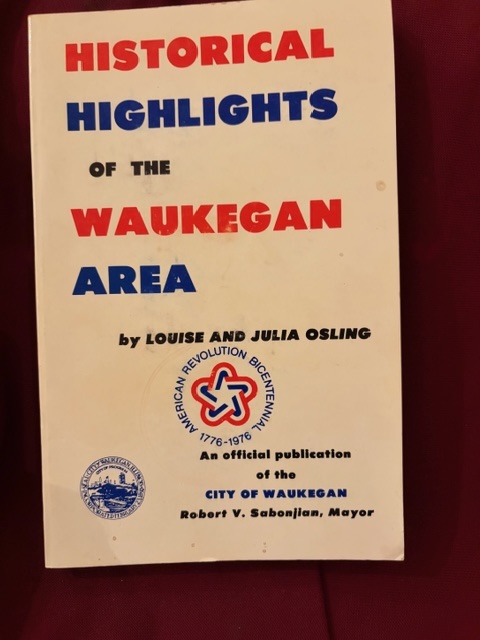 HISTORICAL
HIGHLIGHTS
OF THE
WAUKEGAN
AREA
by LOUISE AND JULIA OSLING
AMERICAN REVOLUTION BICENTENNIAL
1776-1976
An official publication
of the
CITY OF WAUKEGAN
Robert V. Sabonjian, Mayor